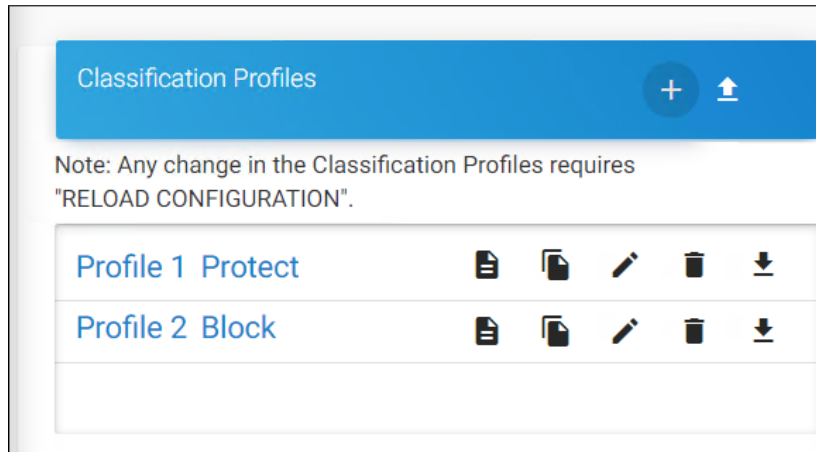 Classification Profiles
Note: Any change in the Classification Profiles requires
"RELOAD CONFIGURATION".
Profile 1 Protect
Profile 2 Block